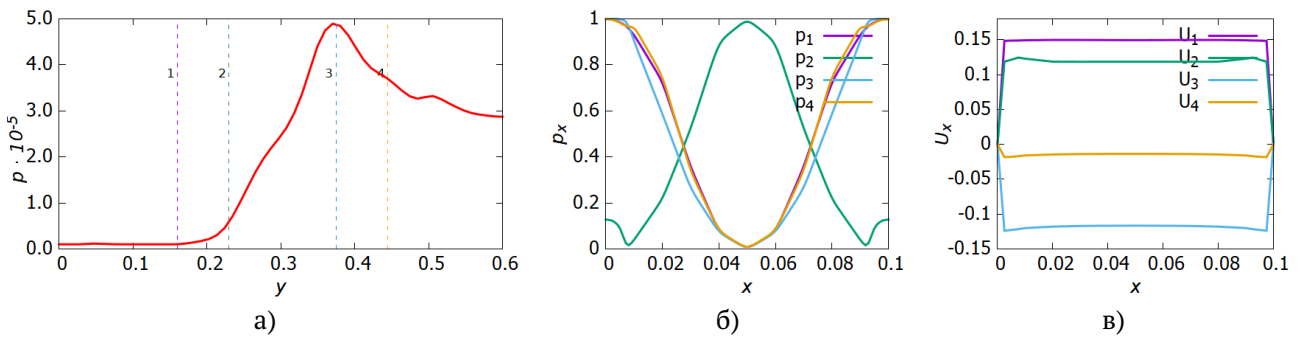 5.0
4.0
3.0
2.0
1.0
0.0
p · 10⁻⁵
1
2
3
4
0 0.1 0.2 0.3 0.4 0.5 0.6
y
а)
1
0.8
0.6
0.4
0.2
0
pₓ
p₁
p₂
p₃
p₄
0 0.02 0.04 0.06 0.08 0.1
x
б)
0.15
0.1
0.05
0
-0.05
-0.1
-0.15
Uₓ
U₁
U₂
U₃
U₄
0 0.02 0.04 0.06 0.08 0.1
x
в)